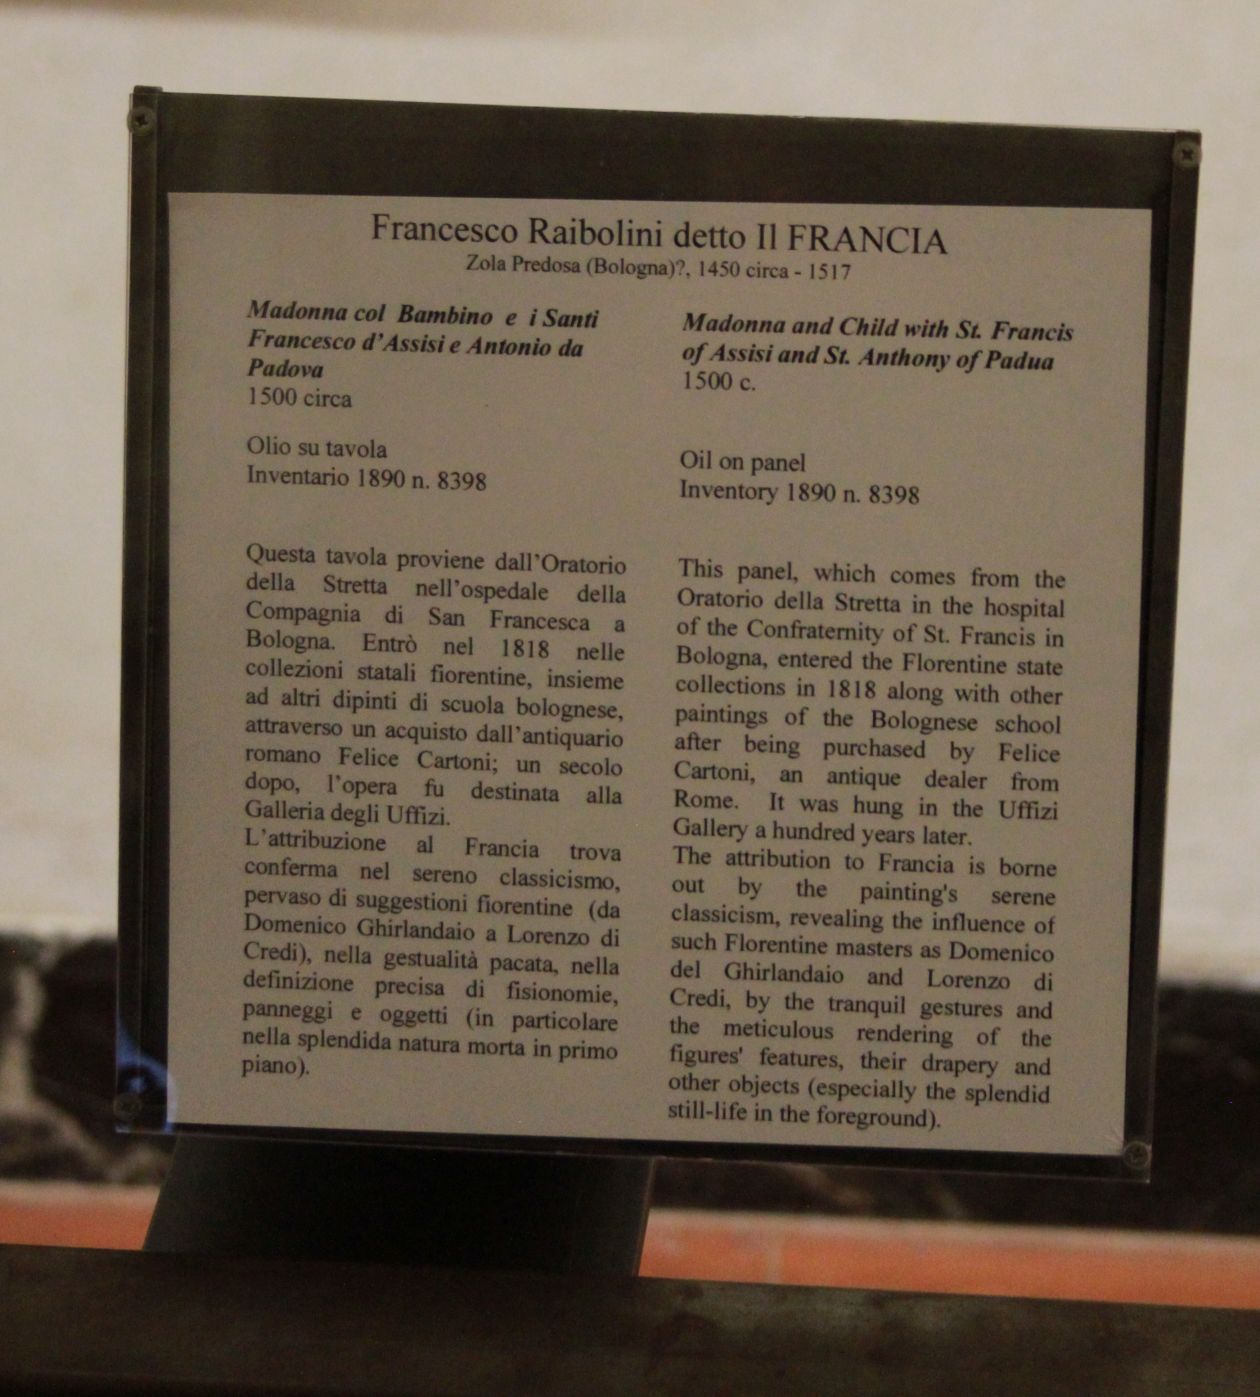 Francesco Raibolini detto Il FRANCIA
Zola Predosa (Bologna)?, 1450 circa - 1517
Madonna col Bambino e i Santi
Francesco d'Assisi e Antonio da
Padova
1500 circa
Olio su tavola
Inventario 1890 n. 8398
Questa tavola proviene dall'Oratorio
della Stretta nell'ospedale della
Compagnia di San Francesca a
Bologna. Entrò nel 1818 nelle
collezioni statali fiorentine, insieme
ad altri dipinti di scuola bolognese,
attraverso un acquisto dall'antiquario
romano Felice Cartoni; un secolo
dopo, l'opera fu destinata alla
Galleria degli Uffizi.
L'attribuzione al Francia trova
conferma nel sereno classicismo,
pervaso di suggestioni fiorentine (da
Domenico Ghirlandaio a Lorenzo di
Credi), nella gestualità pacata, nella
definizione precisa di fisionomie,
panneggi e oggetti (in particolare
nella splendida natura morta in primo
piano).
Madonna and Child with St. Francis
of Assisi and St. Anthony of Padua
1500 c.
Oil on panel
Inventory 1890 n. 8398
This panel, which comes from the
Oratorio della Stretta in the hospital
of the Confraternity of St. Francis in
Bologna, entered the Florentine state
collections in 1818 along with other
paintings of the Bolognese school
after being purchased by Felice
Cartoni, an antique dealer from
Rome. It was hung in the Uffizi
Gallery a hundred years later.
The attribution to Francia is borne
out by the painting's serene
classicism, revealing the influence of
such Florentine masters as Domenico
del Ghirlandaio and Lorenzo di
Credi, by the tranquil gestures and
the meticulous rendering of the
figures' features, their drapery and
other objects (especially the splendid
still-life in the foreground).